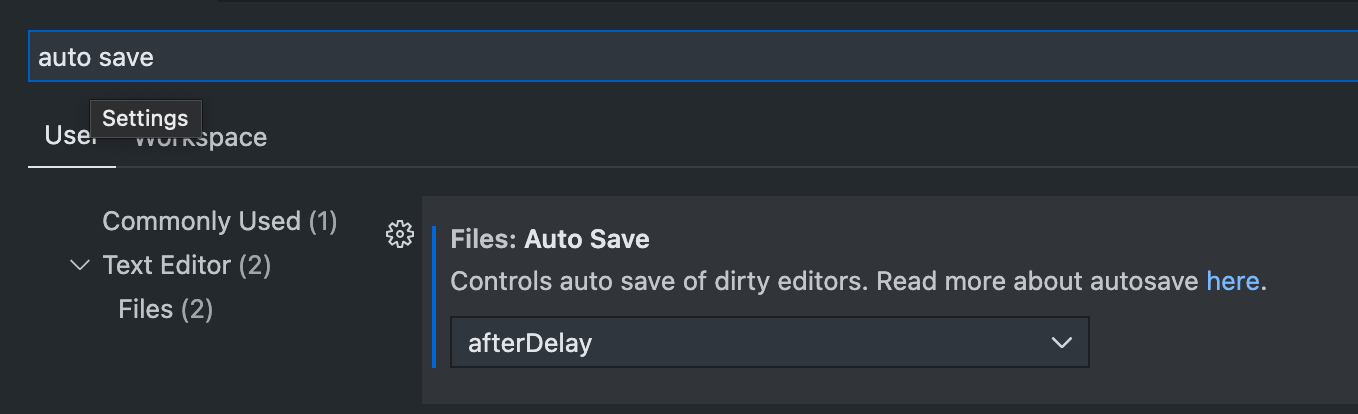 auto save
Settings
User Workspace
Commonly Used (1)
Text Editor (2)
Files (2)
Files: Auto Save
Controls auto save of dirty editors. Read more about autosave here.
afterDelay